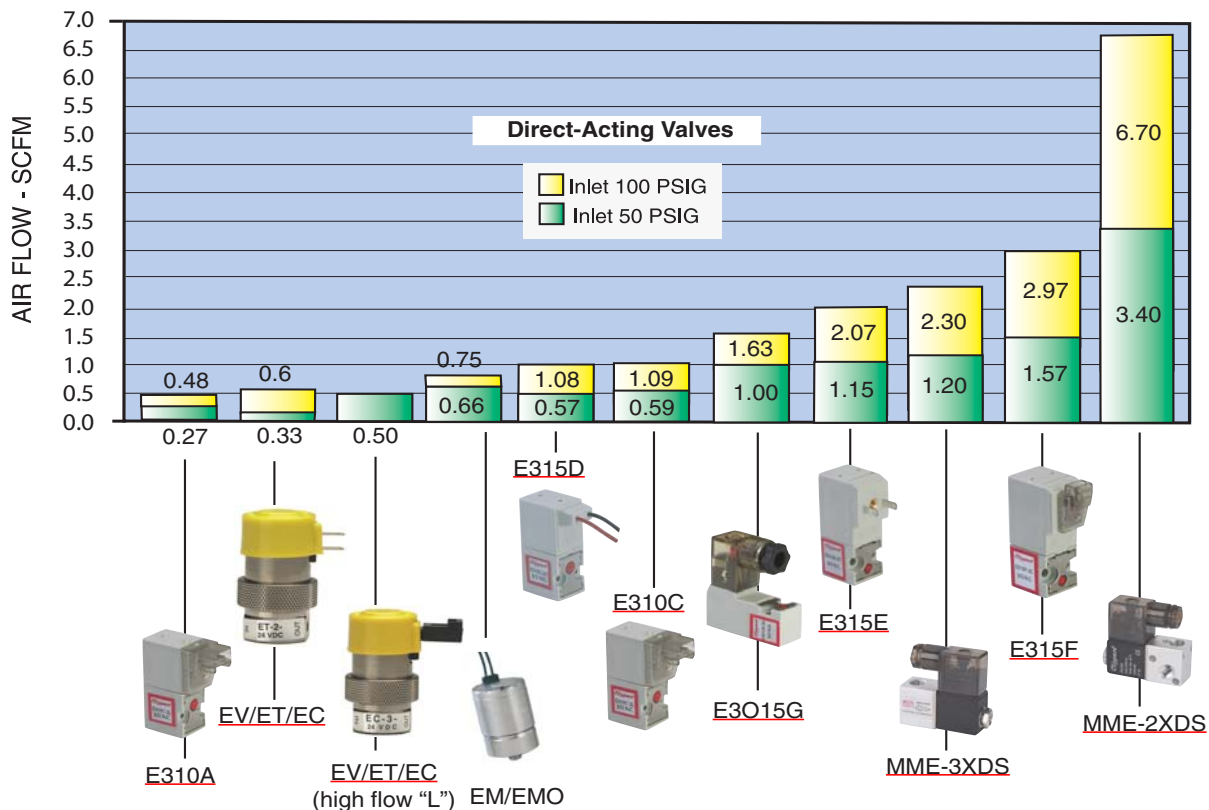 7.0
6.5
6.0
5.5
5.0
4.5
4.0
3.5
3.0
2.5
2.0
1.5
1.0
0.5
0.0
AIR FLOW - SCFM
Direct-Acting Valves
Inlet 100 PSIG
Inlet 50 PSIG
0.48
0.6
0.75
1.08
1.09
1.63
2.07
2.30
2.97
6.70
0.27
0.33
0.50
0.66
0.57
0.59
1.00
1.15
1.20
1.57
3.40
E315D
E310C
E315E
E315F
ET-2-
24 VDC
OUT
EC-3-
24 VDC
OUT
EV/ET/EC
E3O15G
MME-2XDS
E310A
EV/ET/EC
(high flow “L”)
EM/EMO
MME-3XDS